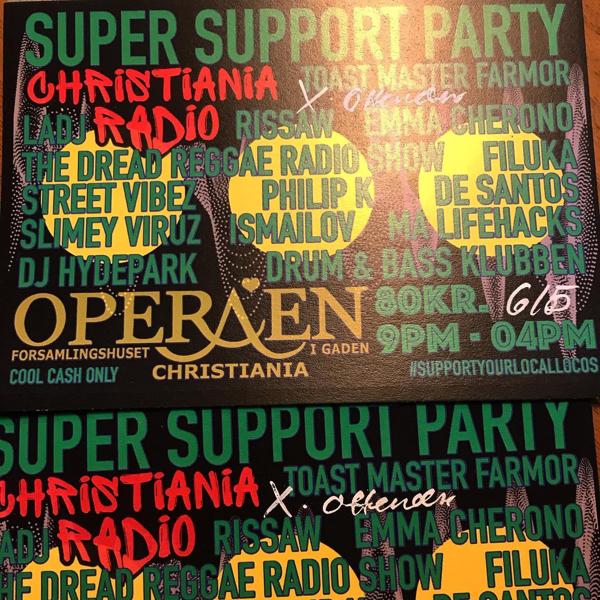 SUPER SUPPORT PARTY
CHRISTIANIA TOAST MASTER FARMOR
X. Offenders
LADJ RADIO RISSAW EMMA CHERONO
THE DREAD REGGAE RADIO SHOW FILUKA
STREET VIBEZ PHILIP K DE SANTOS
SLIMEY VIRUZ ISMAILOV MA LIFEHACKS
DJ HYDEPARK DRUM & BASS KLUBBEN
OPERAEN 80KR. 6/5
FORSAMLINGSHUSET I GADEN 9PM - 04PM
COOL CASH ONLY CHRISTIANIA #SUPPORTYOURLOCALLOCOS
SUPER SUPPORT PARTY
CHRISTIANIA TOAST MASTER FARMOR
X. Offenders
ADJ RADIO RISSAW EMMA CHERONO
HE DREAD REGGAE RADIO SHOW FILUKA
DE SANTOS